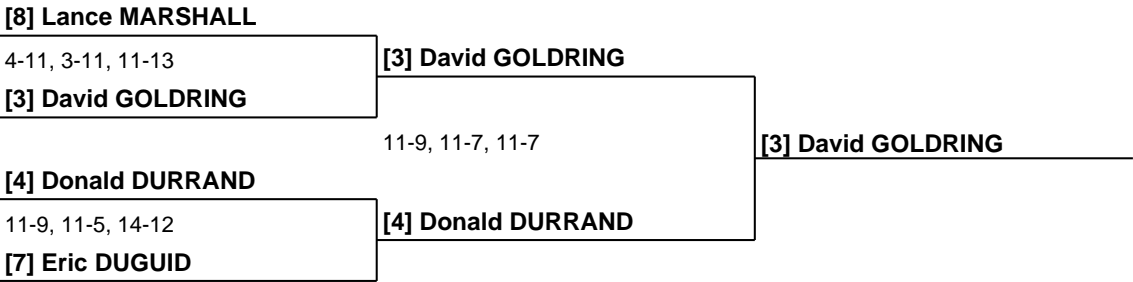 [8] Lance MARSHALL
4-11, 3-11, 11-13
[3] David GOLDRING
[3] David GOLDRING
11-9, 11-7, 11-7
[3] David GOLDRING
[4] Donald DURRAND
11-9, 11-5, 14-12
[4] Donald DURRAND
[7] Eric DUGUID